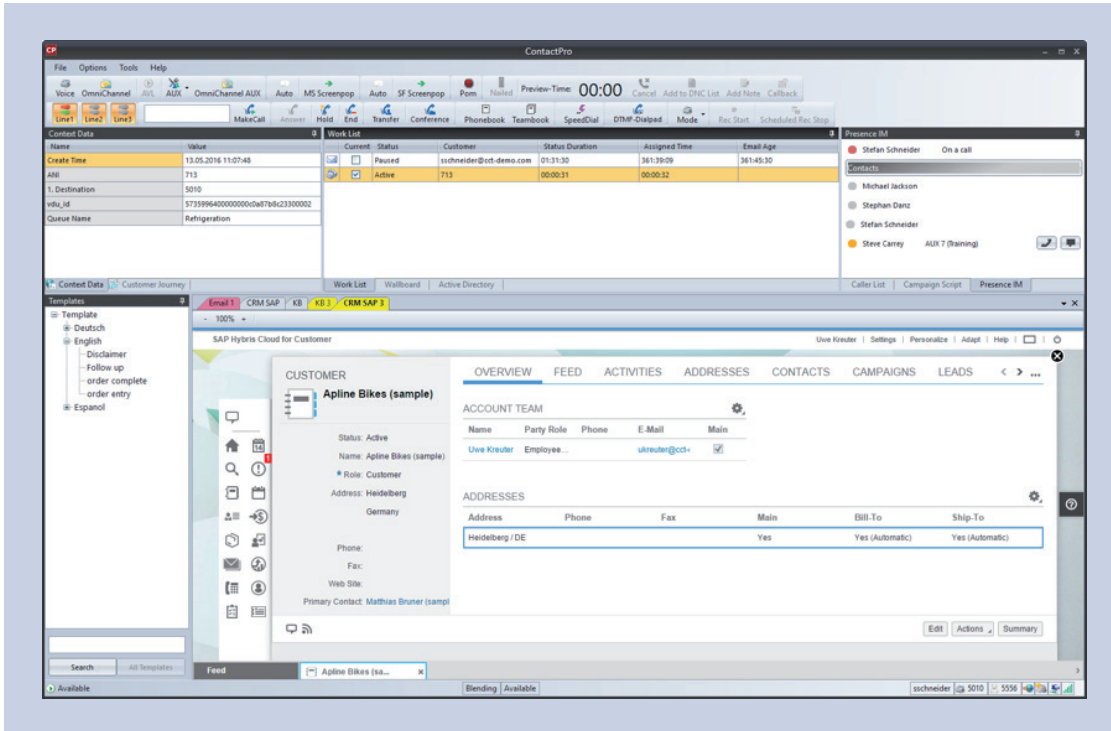 CP ContactPro
File Options Tools Help
Voice OmniChannel AVL AUX OmniChannel AUX Auto MS Screenpop Auto SF Screenpop Pom Nailed Preview-Time: 00:00 Cancel Add to DNC List Add Note Callback
Line1 Line2 Line3 MakeCall Answer Hold End Transfer Conference Phonebook Teambook SpeedDial DTMF-Dialpad Mode Rec Start Scheduled Rec Stop
Context Data
Name Value
Create Time 13.05.2016 11:07:48
ANI 713
1. Destination 5010
vdu_id
Queue Name Refrigeration
Context Data Customer Journey
Work List
Current Status Customer Status Duration Assigned Time Email Age
Paused sschneider@cct-demo.com 01:31:30 361:39:09 361:45:30
Active 713 00:00:31 00:00:32
Work List Wallboard Active Directory
Presence IM
Stefan Schneider On a call
Contacts
Michael Jackson
Stephan Danz
Stefan Schneider
Steve Carrey AUX 7 (Training)
Caller List Campaign Script Presence IM
Templates
Template
Deutsch
English
Disclaimer
Follow up
order complete
order entry
Espanol
Search All Templates
Email 1 CRM SAP KB KB 3 CRM SAP 3
- 100% +
SAP Hybris Cloud for Customer Uwe Kreuter Settings Personalize Adapt Help
14
1
CUSTOMER
Apline Bikes (sample)
Status: Active
Name: Apline Bikes (sample)
* Role: Customer
Address: Heidelberg
Germany
Phone:
Fax:
Web Site:
Primary Contact: Matthias Bruner (sampl
OVERVIEW FEED ACTIVITIES ADDRESSES CONTACTS CAMPAIGNS LEADS < > ...
ACCOUNT TEAM
Name Party Role Phone E-Mail Main
Uwe Kreuter Employee... ukreuter@cct-
ADDRESSES
Address Phone Fax Main Bill-To Ship-To
Heidelberg / DE Yes Yes (Automatic) Yes (Automatic)
Edit Actions Summary
Feed Apline Bikes (sa... x
Available Blending Available sschneider 5010 5556